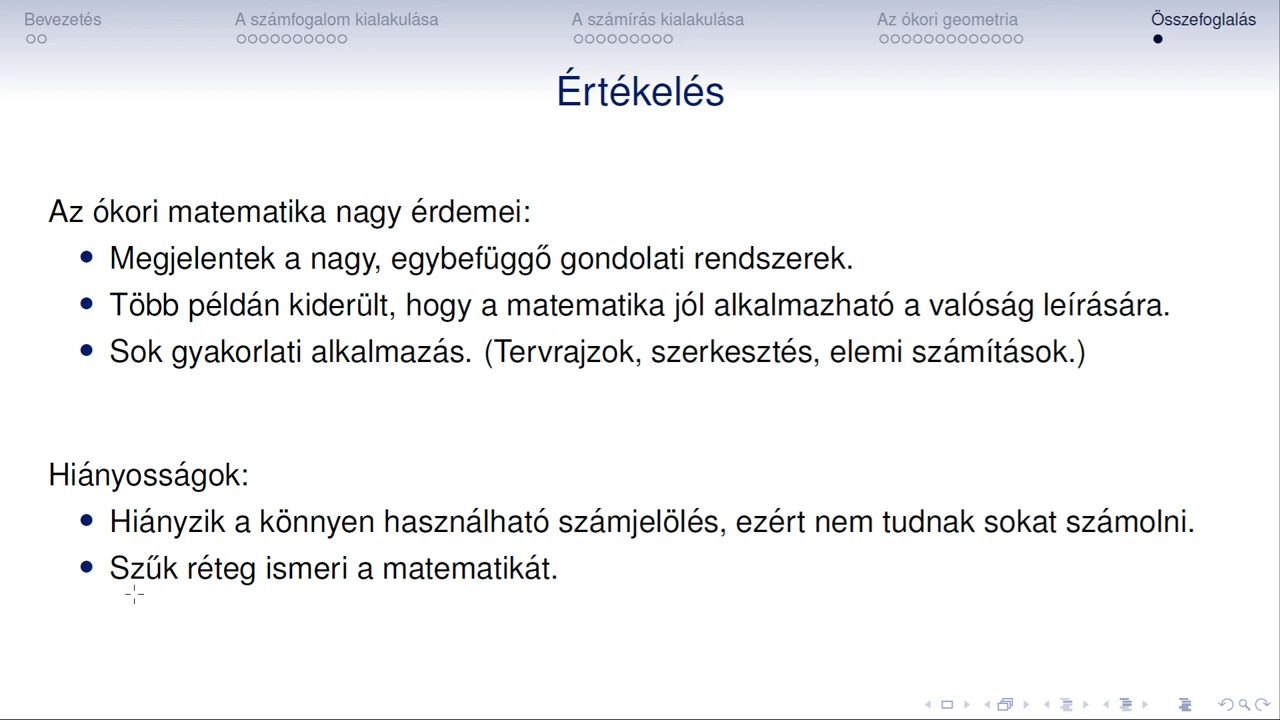 Bevezetés
A számfogalom kialakulása
A számírás kialakulása
Az ókori geometria
Összefoglalás
Értékelés
Az ókori matematika nagy érdemei:
Megjelentek a nagy, egybefüggő gondolati rendszerek.
Több példán kiderült, hogy a matematika jól alkalmazható a valóság leírására.
Sok gyakorlati alkalmazás. (Tervrajzok, szerkesztés, elemi számítások.)
Hiányosságok:
Hiányzik a könnyen használható számjelölés, ezért nem tudnak sokat számolni.
Szűk réteg ismeri a matematikát.